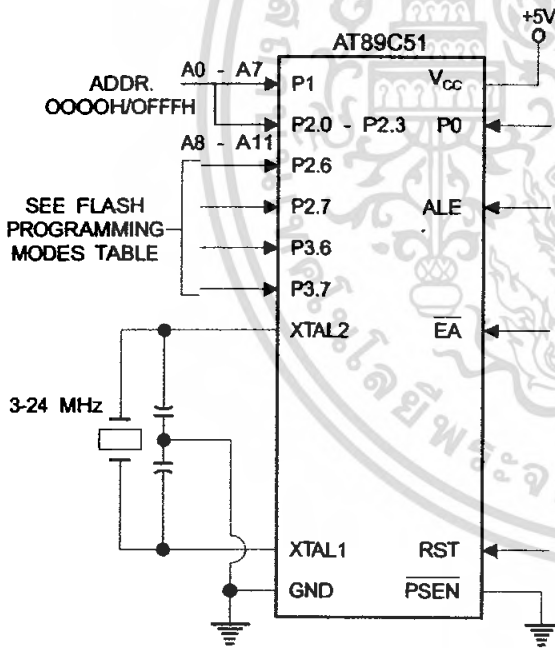 +5V
AT89C51
ADDR.
OOOOH/OFFFH
A0 - A7
P1
VCC
P2.0 - P2.3
P0
A8 - A11
P2.6
SEE FLASH
PROGRAMMING
MODES TABLE
P2.7
ALE
P3.6
P3.7
XTAL2
EA
3-24 MHz
XTAL1
RST
GND
PSEN